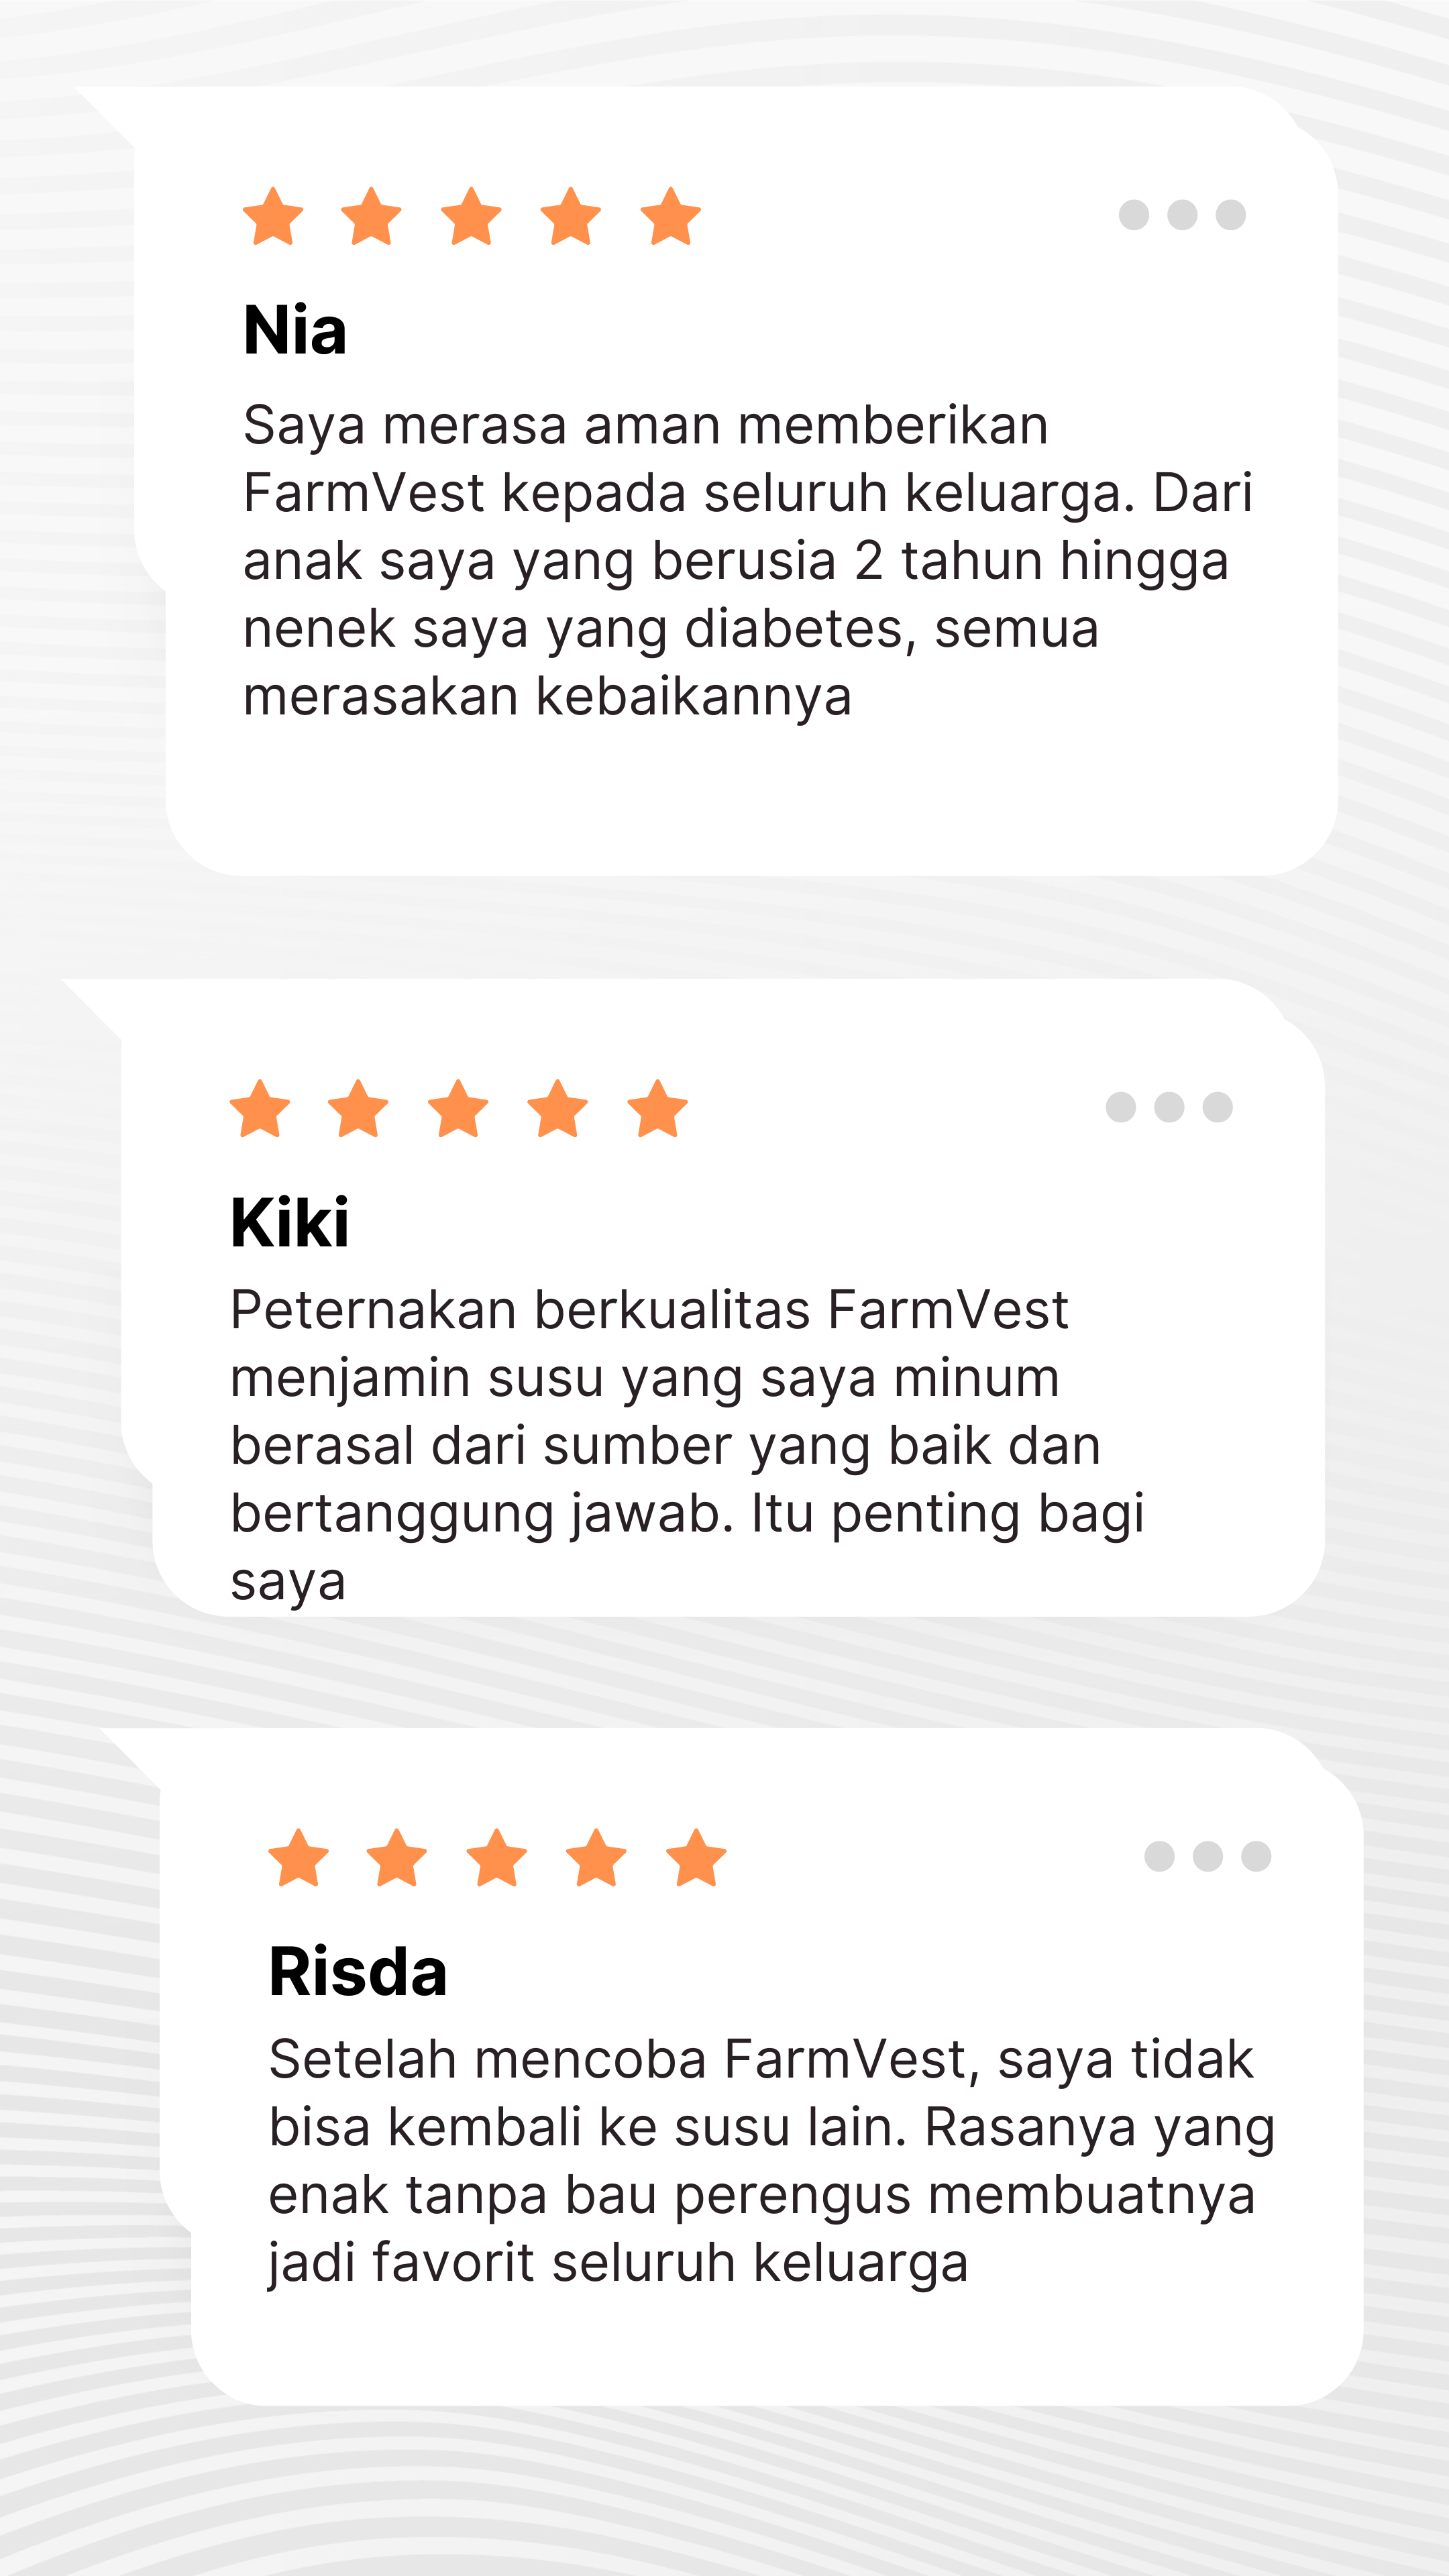 Nia
Saya merasa aman memberikan
FarmVest kepada seluruh keluarga. Dari
anak saya yang berusia 2 tahun hingga
nenek saya yang diabetes, semua
merasakan kebaikannya
Kiki
Peternakan berkualitas FarmVest
menjamin susu yang saya minum
berasal dari sumber yang baik dan
bertanggung jawab. Itu penting bagi
saya
Risda
Setelah mencoba FarmVest, saya tidak
bisa kembali ke susu lain. Rasanya yang
enak tanpa bau perengus membuatnya
jadi favorit seluruh keluarga